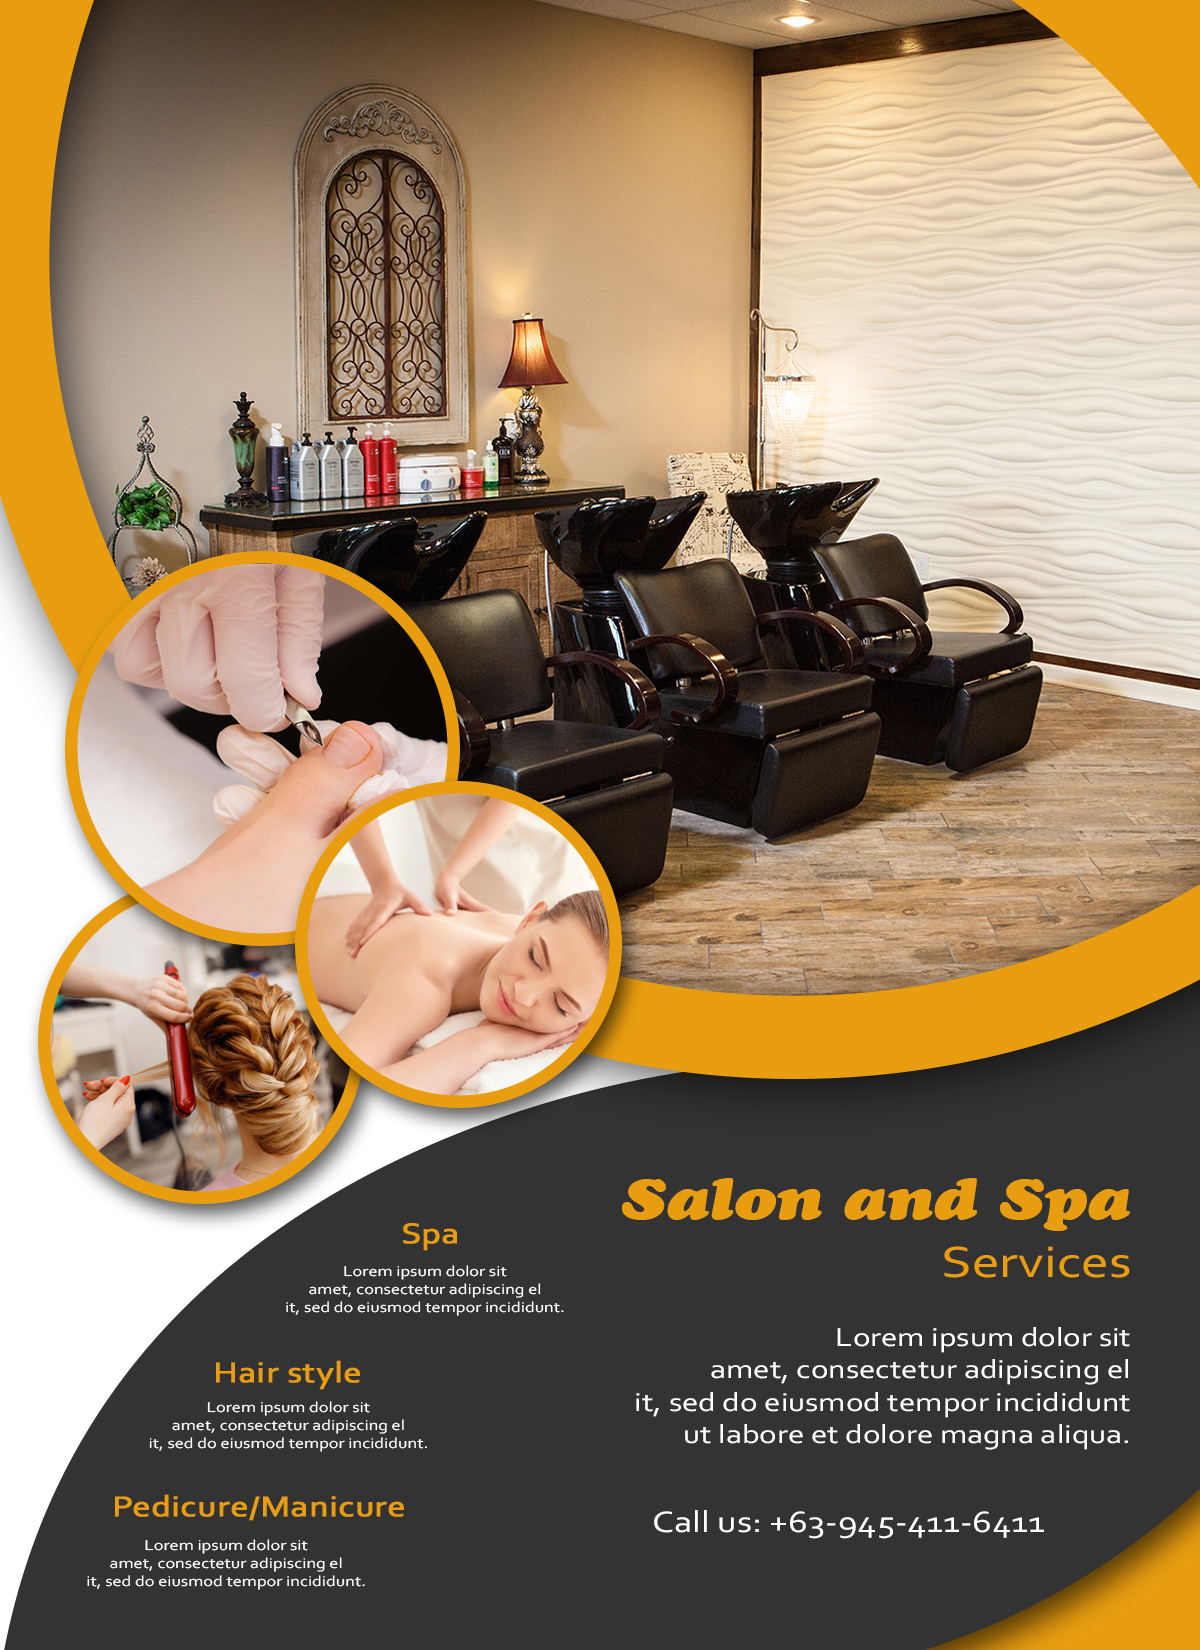 Salon and Spa
Services
Lorem ipsum dolor sit
amet, consectetur adipiscing el
it, sed do eiusmod tempor incididunt
ut labore et dolore magna aliqua.
Call us: +63-945-411-6411
Spa
Lorem ipsum dolor sit
amet, consectetur adipiscing el
it, sed do eiusmod tempor incididunt.
Hair style
Lorem ipsum dolor sit
amet, consectetur adipiscing el
it, sed do eiusmod tempor incididunt.
Pedicure/Manicure
Lorem ipsum dolor sit
amet, consectetur adipiscing el
it, sed do eiusmod tempor incididunt.